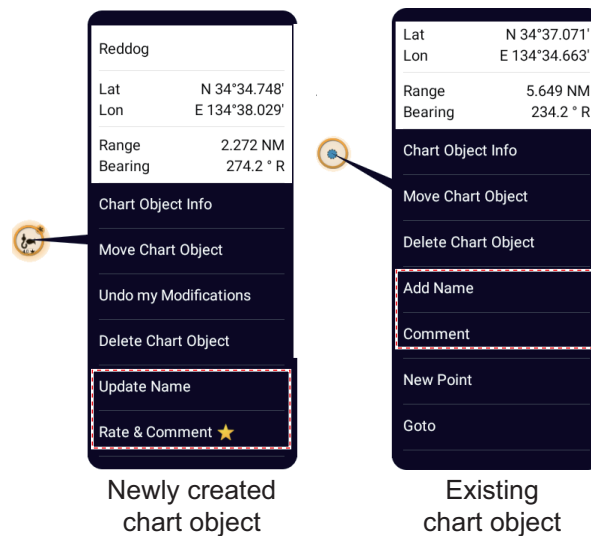 Reddog
Lat N 34°34.748'
Lon E 134°38.029'
Range 2.272 NM
Bearing 274.2 ° R
Chart Object Info
Move Chart Object
Undo my Modifications
Delete Chart Object
Update Name
Rate & Comment
Newly created
chart object
Lat N 34°37.071'
Lon E 134°34.663'
Range 5.649 NM
Bearing 234.2 ° R
Chart Object Info
Move Chart Object
Delete Chart Object
Add Name
Comment
New Point
Goto
Existing
chart object